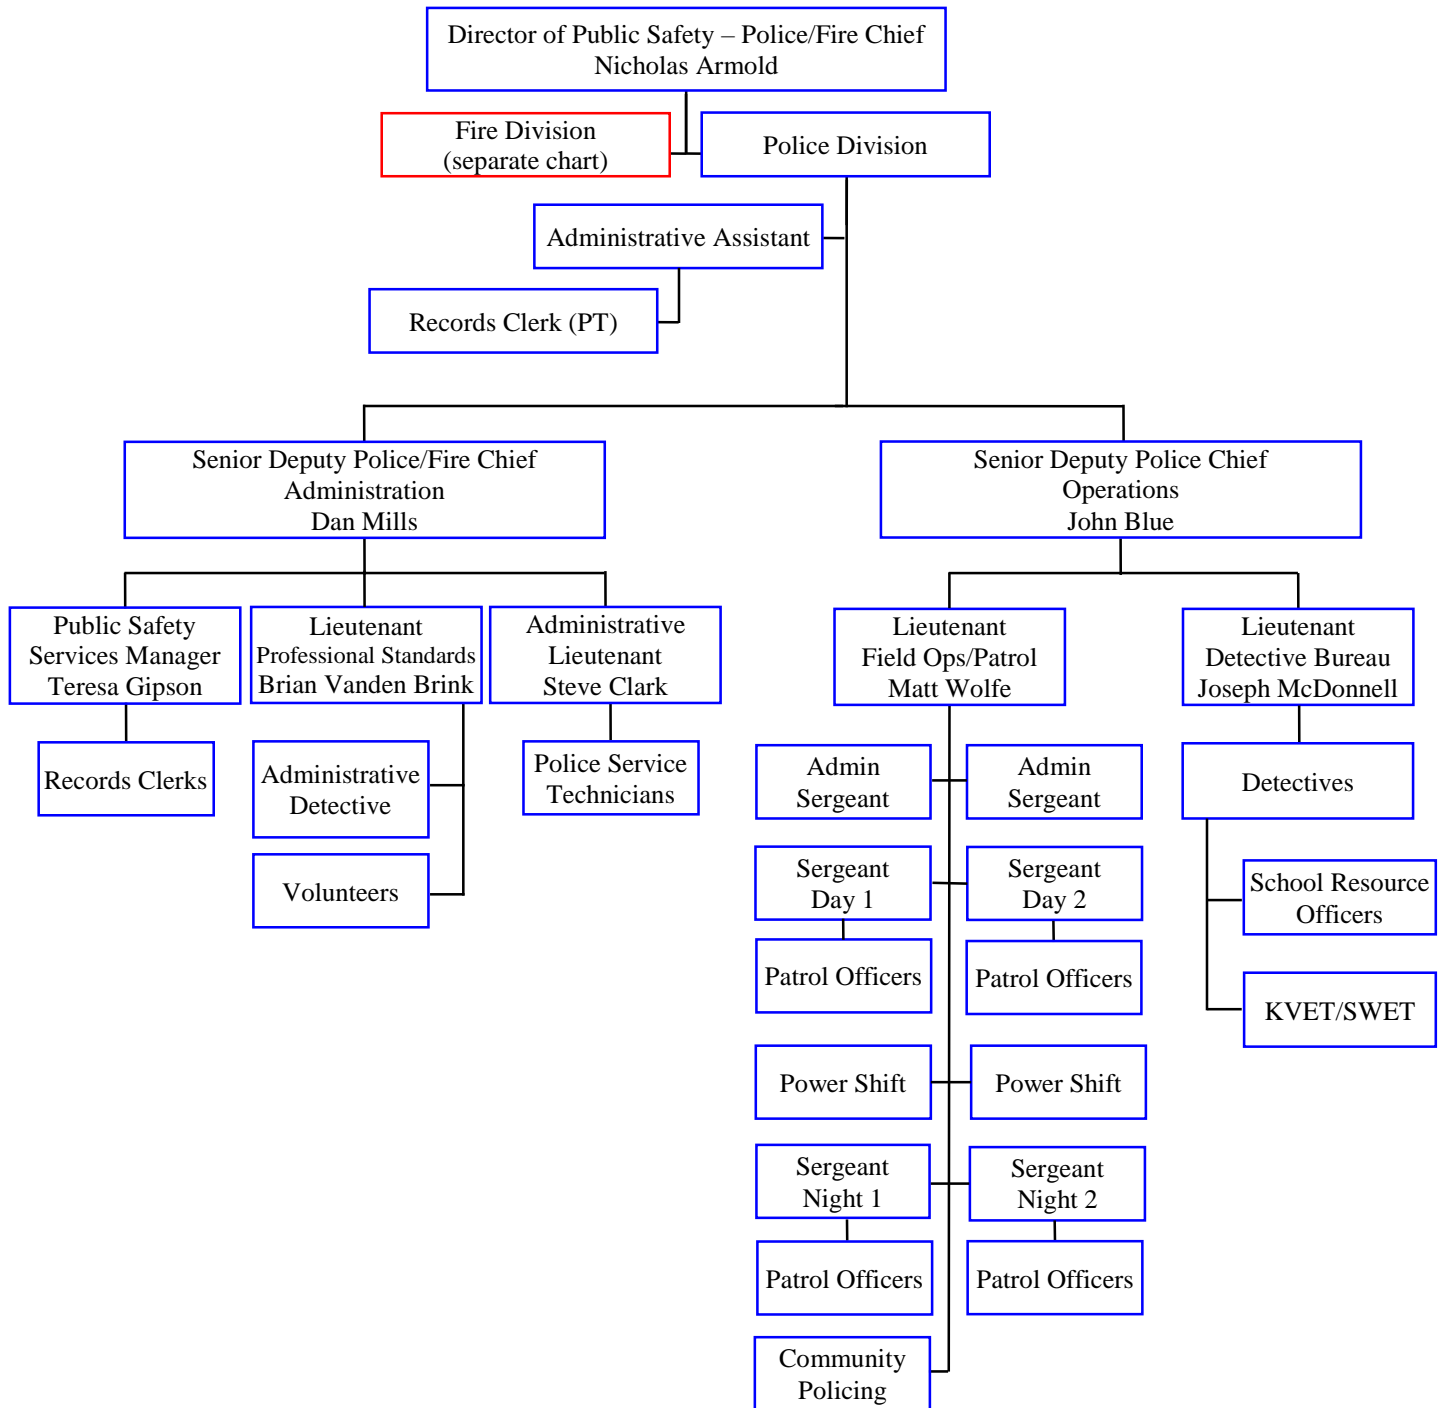 Director of Public Safety – Police/Fire Chief
Nicholas Armold
Fire Division
(separate chart)
Police Division
Administrative Assistant
Records Clerk (PT)
Senior Deputy Police/Fire Chief
Administration
Dan Mills
Senior Deputy Police Chief
Operations
John Blue
Public Safety
Services Manager
Teresa Gipson
Lieutenant
Professional Standards
Brian Vanden Brink
Administrative
Lieutenant
Steve Clark
Lieutenant
Field Ops/Patrol
Matt Wolfe
Lieutenant
Detective Bureau
Joseph McDonnell
Records Clerks
Administrative
Detective
Volunteers
Police Service
Technicians
Admin
Sergeant
Admin
Sergeant
Sergeant
Day 1
Sergeant
Day 2
Patrol Officers
Patrol Officers
Power Shift
Power Shift
Sergeant
Night 1
Sergeant
Night 2
Patrol Officers
Patrol Officers
Community
Policing
Detectives
School Resource
Officers
KVET/SWET